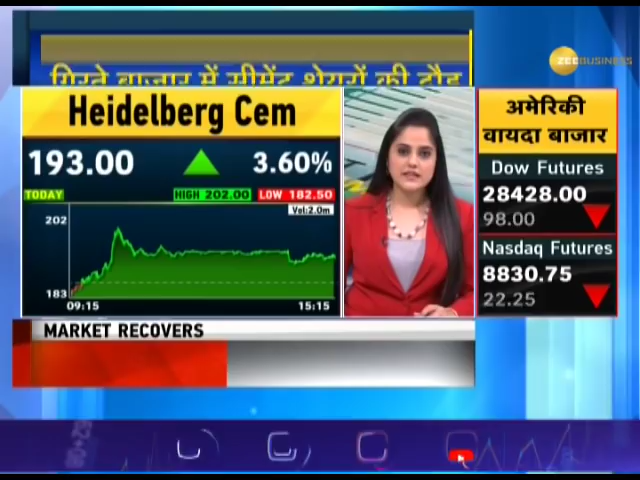 ZEE BUSINESS
गिरते बाजार में सीमेंट शेयरों की दौड़
Heidelberg Cem
193.00 3.60%
TODAY HIGH 202.00 LOW 182.50
Vol:2.0m
202
183
09:15 15:15
अमेरिकी
वायदा बाजार
Dow Futures
28428.00
98.00
Nasdaq Futures
8830.75
22.25
MARKET RECOVERS